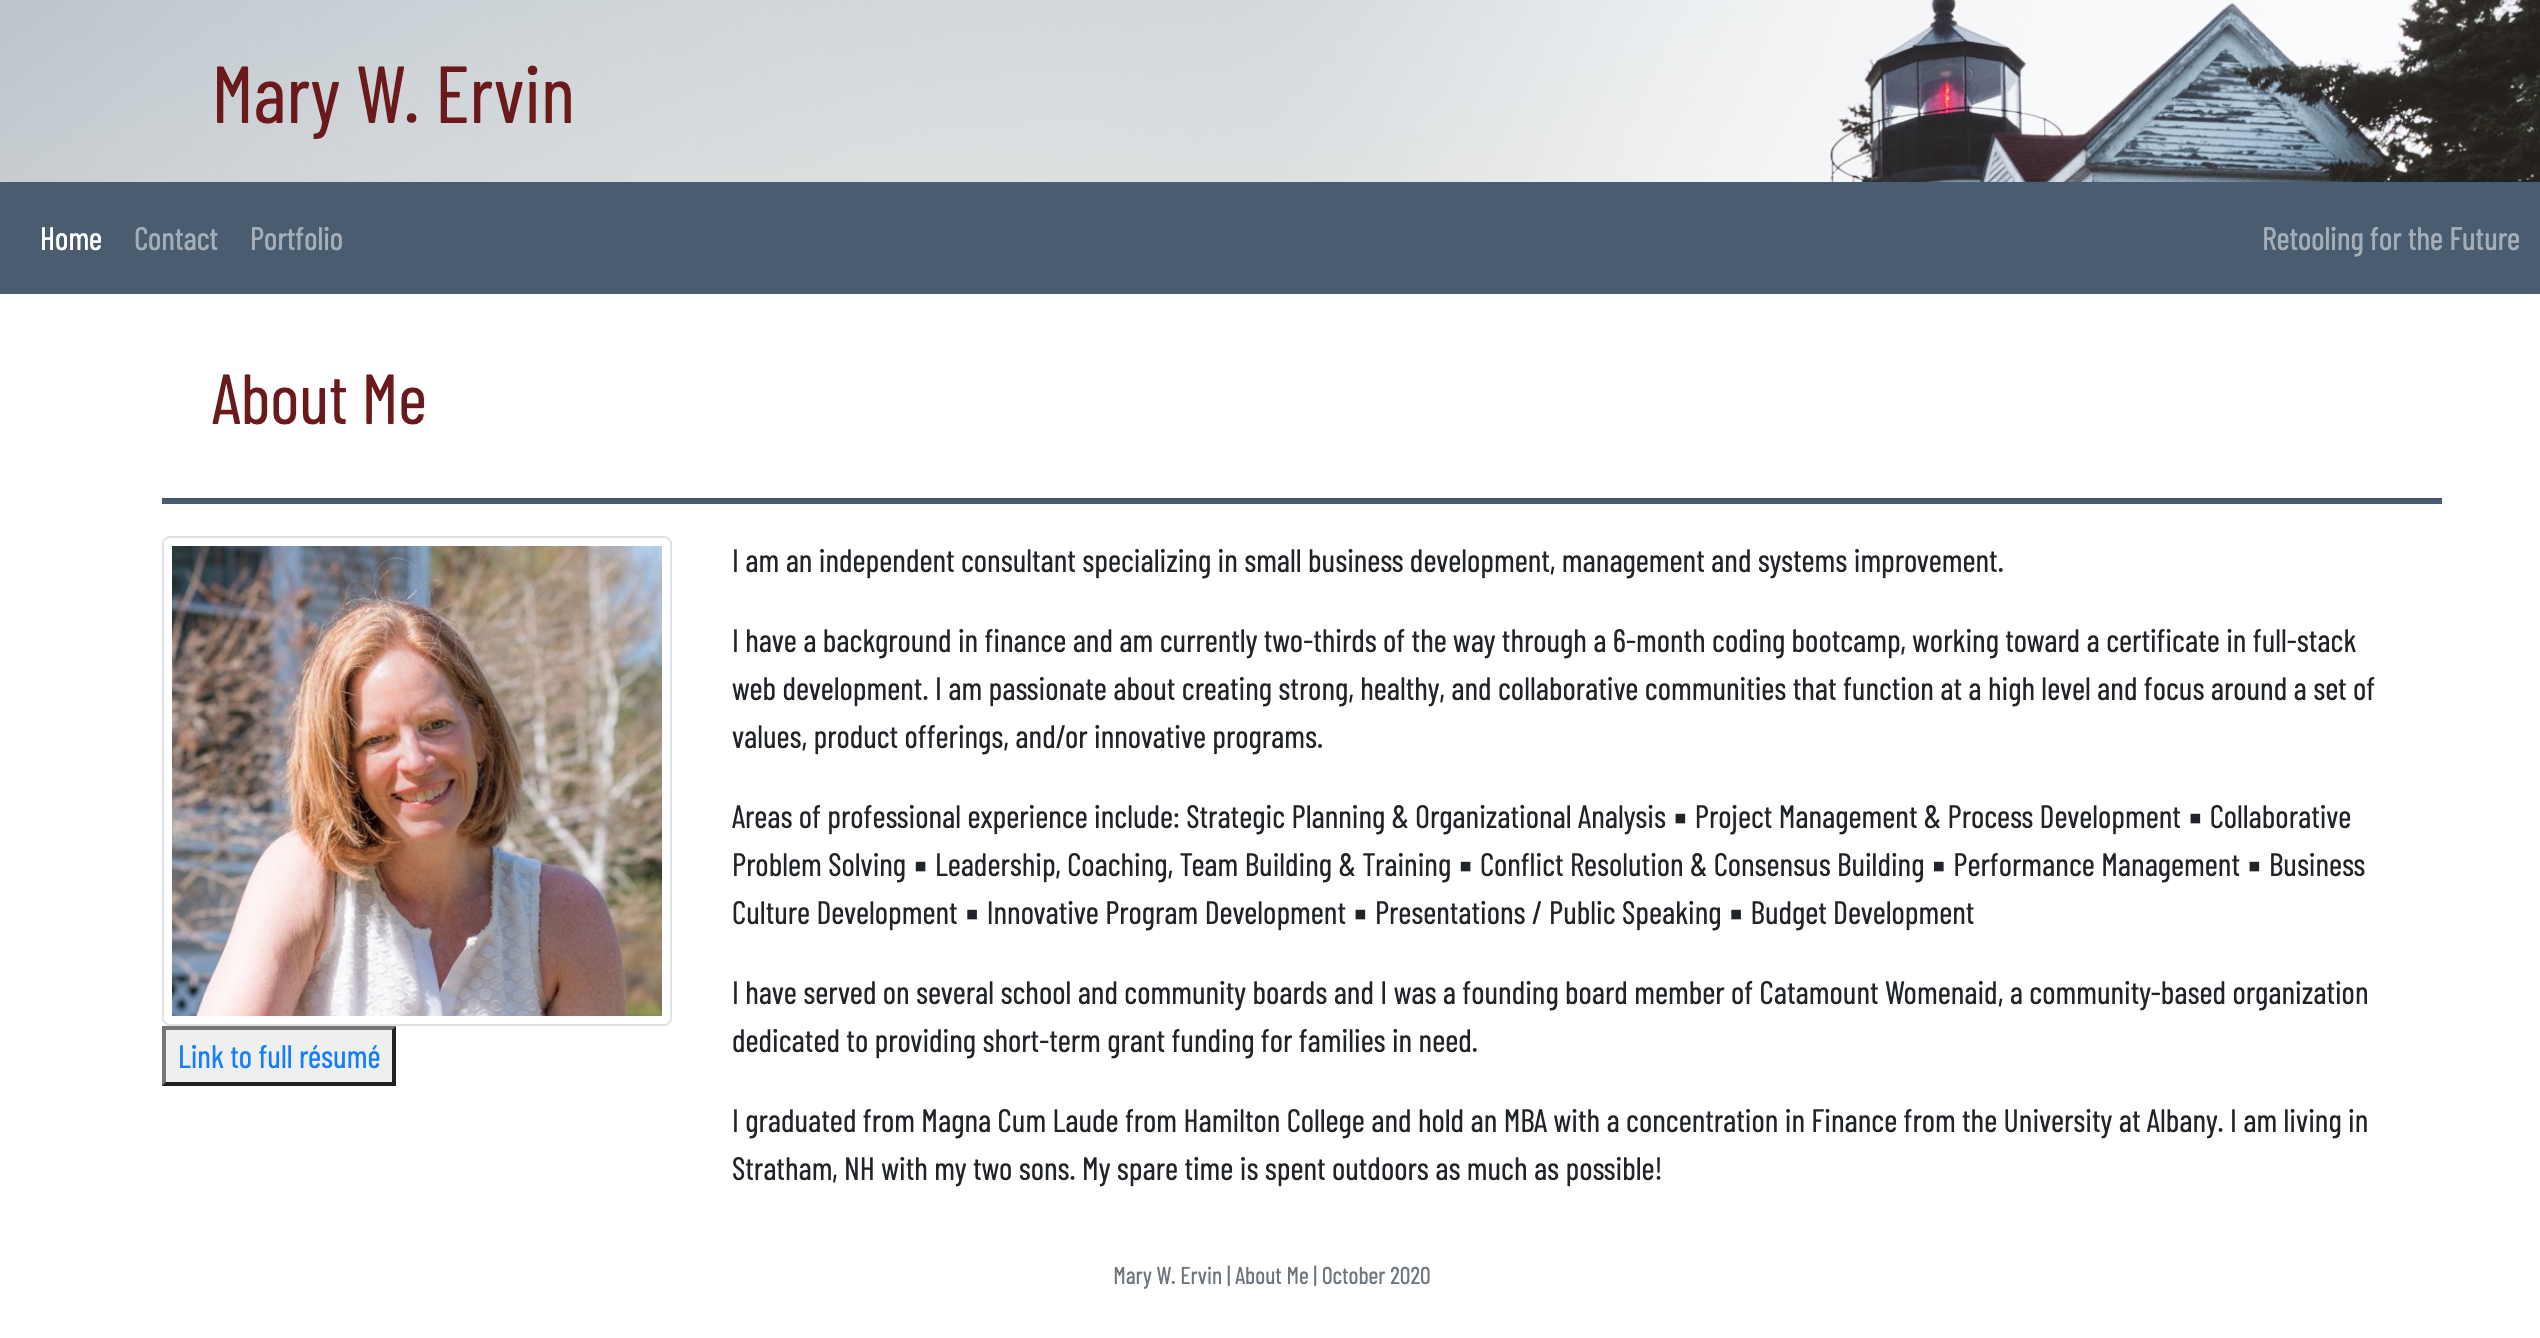 Mary W. Ervin
Home Contact Portfolio Retooling for the Future
About Me
I am an independent consultant specializing in small business development, management and systems improvement.
I have a background in finance and am currently two-thirds of the way through a 6-month coding bootcamp, working toward a certificate in full-stack
web development. I am passionate about creating strong, healthy, and collaborative communities that function at a high level and focus around a set of
values, product offerings, and/or innovative programs.
Areas of professional experience include: Strategic Planning & Organizational Analysis ▪ Project Management & Process Development ▪ Collaborative
Problem Solving ▪ Leadership, Coaching, Team Building & Training ▪ Conflict Resolution & Consensus Building ▪ Performance Management ▪ Business
Culture Development ▪ Innovative Program Development ▪ Presentations / Public Speaking ▪ Budget Development
I have served on several school and community boards and I was a founding board member of Catamount Womenaid, a community-based organization
dedicated to providing short-term grant funding for families in need.
I graduated from Magna Cum Laude from Hamilton College and hold an MBA with a concentration in Finance from the University at Albany. I am living in
Stratham, NH with my two sons. My spare time is spent outdoors as much as possible!
Link to full résumé
Mary W. Ervin | About Me | October 2020